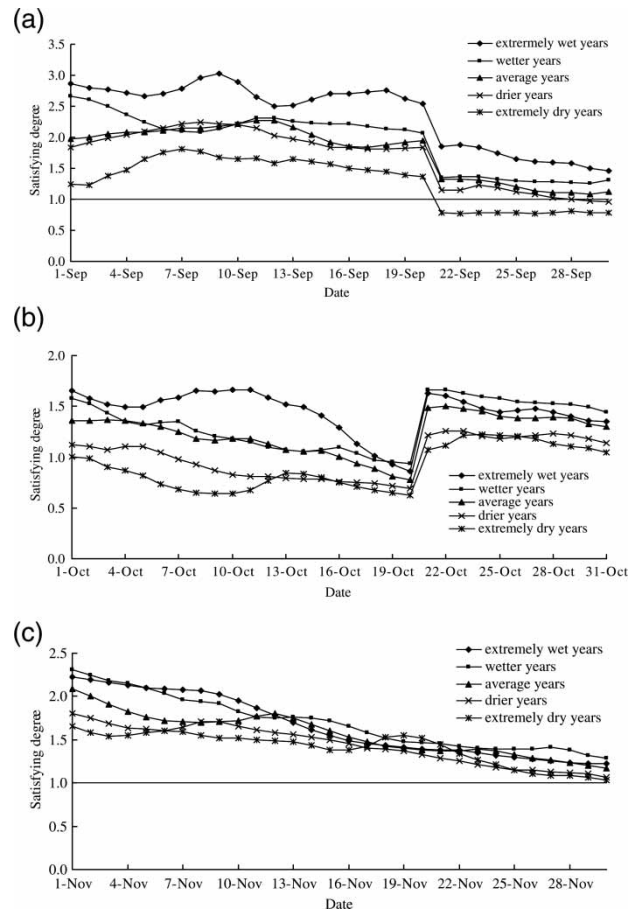 (a)
3.5
3.0
2.5
2.0
1.5
1.0
0.5
0.0
Satisfying degree
extrermely wet years
wetter years
average years
drier years
extremely dry years
1-Sep 4-Sep 7-Sep 10-Sep 13-Sep 16-Sep 19-Sep 22-Sep 25-Sep 28-Sep
Date
(b)
2.0
1.5
1.0
0.5
0.0
Satisfying degree
extremely wet years
wetter years
average years
drier years
extremely dry years
1-Oct 4-Oct 7-Oct 10-Oct 13-Oct 16-Oct 19-Oct 22-Oct 25-Oct 28-Oct 31-Oct
Date
(c)
2.5
2.0
1.5
1.0
0.5
0.0
Satisfying degree
extremely wet years
wetter years
average years
drier years
extremely dry years
1-Nov 4-Nov 7-Nov 10-Nov 13-Nov 16-Nov 19-Nov 22-Nov 25-Nov 28-Nov
Date